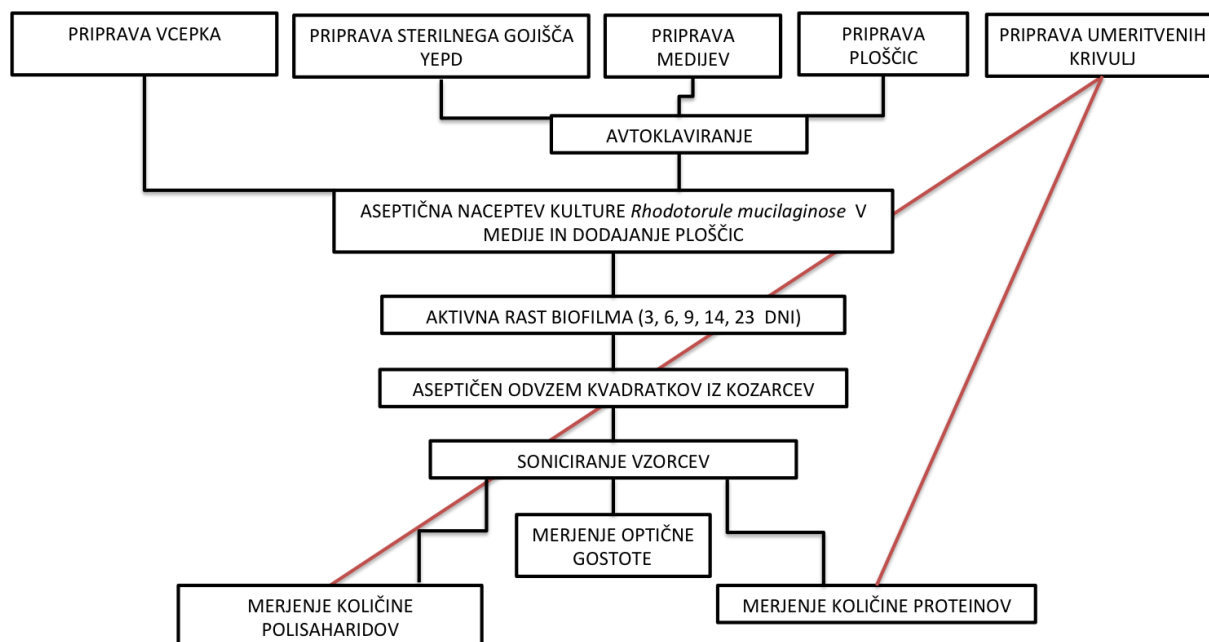 PRIPRAVA VCEPKA
PRIPRAVA STERILNEGA GOJIŠČA
YEPD
PRIPRAVA
MEDIJEV
PRIPRAVA
PLOŠČIC
PRIPRAVA UMERITVENIH
KRIVULJ
AVTOKLAVIRANJE
ASEPTIČNA NACEPTEV KULTURE Rhodotorule mucilaginose V
MEDIJE IN DODAJANJE PLOŠČIC
AKTIVNA RAST BIOFILMA (3, 6, 9, 14, 23 DNI)
ASEPTIČEN ODVZEM KVADRATKOV IZ KOZARCEV
SONICIRANJE VZORCEV
MERJENJE OPTIČNE
GOSTOTE
MERJENJE KOLIČINE
POLISAHARIDOV
MERJENJE KOLIČINE PROTEINOV